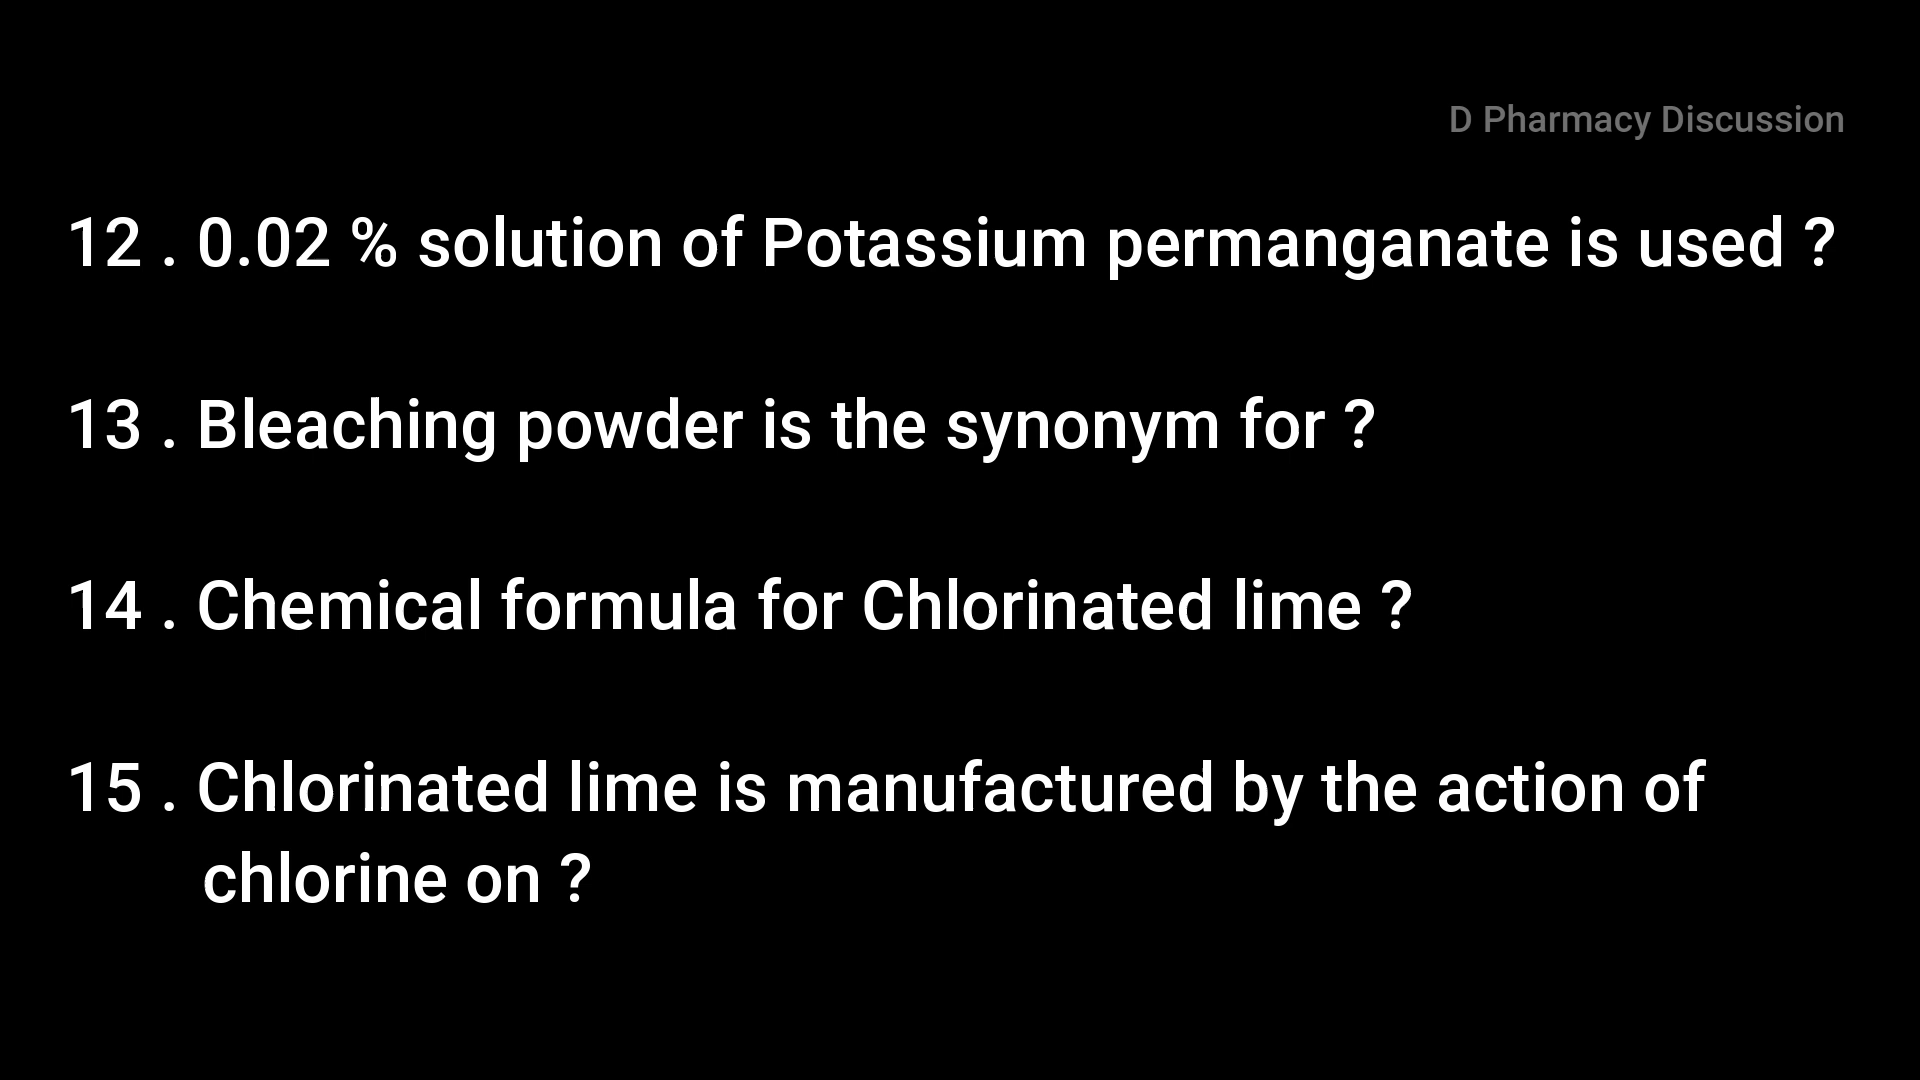 D Pharmacy Discussion
12 . 0.02 % solution of Potassium permanganate is used ?
13 . Bleaching powder is the synonym for ?
14 . Chemical formula for Chlorinated lime ?
15 . Chlorinated lime is manufactured by the action of
chlorine on ?